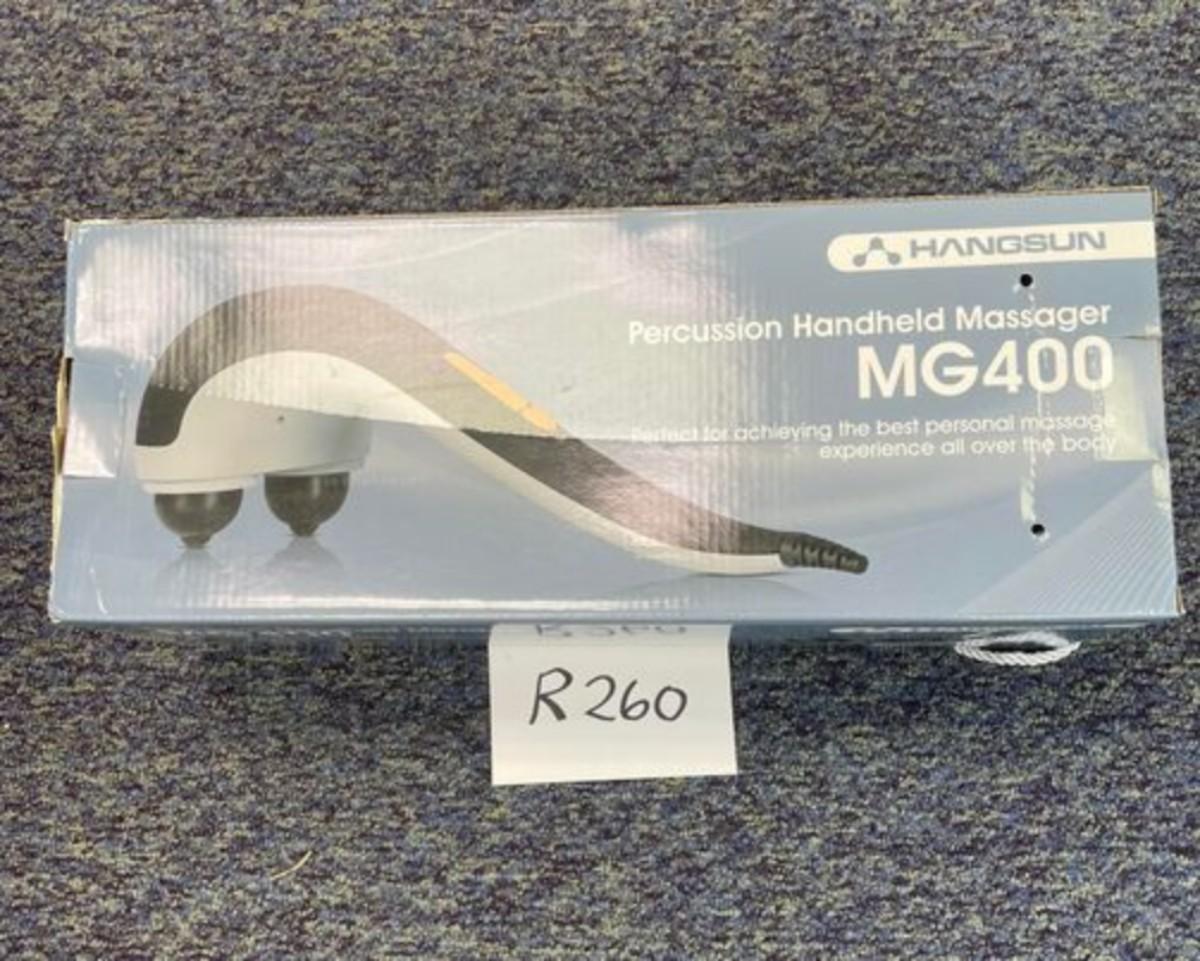 HANGSUN
Percussion Handheld Massager
MG400
Perfect for achieving the best personal massage
experience all over the body
R260